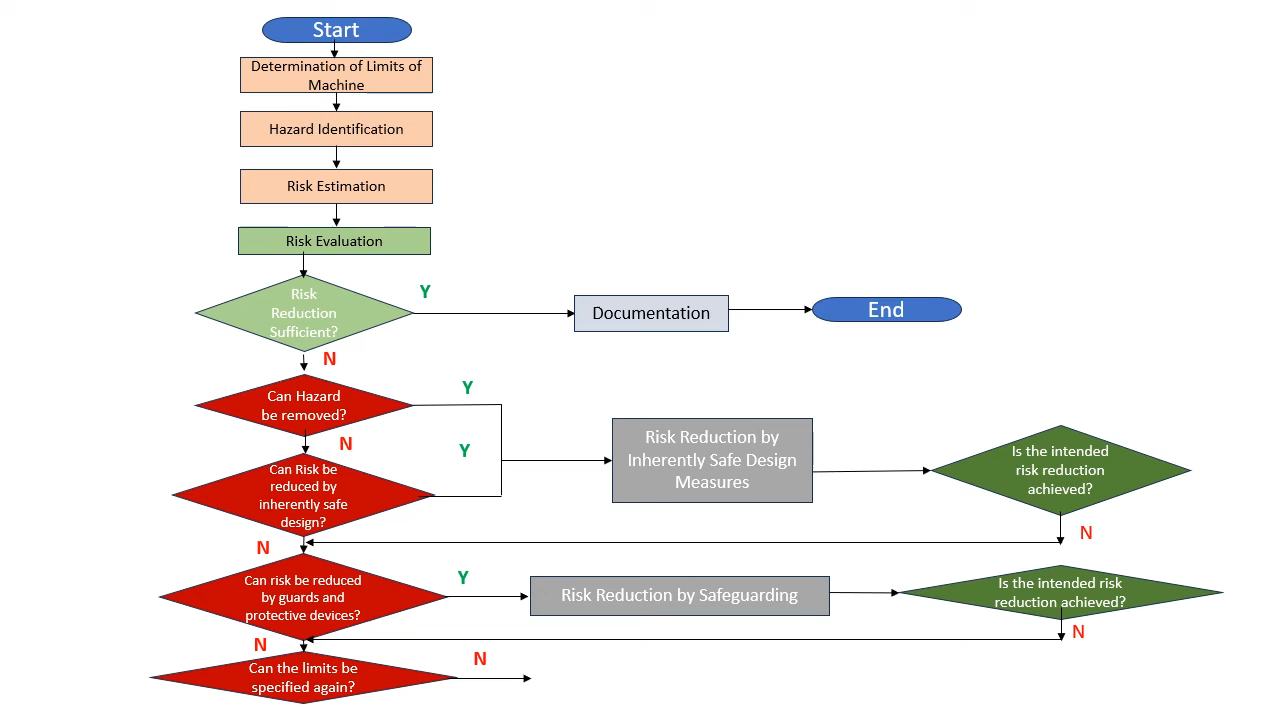 Start
Determination of Limits of
Machine
Hazard Identification
Risk Estimation
Risk Evaluation
Risk
Reduction
Sufficient?
Y
Documentation
End
N
Can Hazard
be removed?
Y
N
Can Risk be
reduced by
inherently safe
design?
Y
Risk Reduction by
Inherently Safe Design
Measures
Is the intended
risk reduction
achieved?
N
N
Can risk be reduced
by guards and
protective devices?
Y
Risk Reduction by Safeguarding
Is the intended risk
reduction achieved?
N
N
Can the limits be
specified again?
N